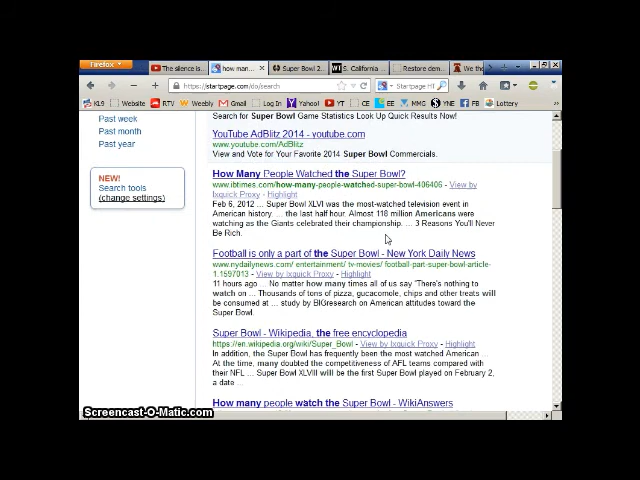 Firefox
The silence is...
how man...
Super Bowl 2...
S. California ...
Restore dem...
We tho
https://startpage.com/do/search
Startpage HT
KL9 Website RTV Weebly Gmail Log In YouTube YT CE MMG YNE FB Lottery
Past week
Past month
Past year
NEW!
Search tools
(change settings)
Search for Super Bowl Game Statistics Look Up Quick Results Now!
YouTube AdBlitz 2014 - youtube.com
www.youtube.com/AdBlitz
View and Vote for Your Favorite 2014 Super Bowl Commercials.
How Many People Watched the Super Bowl?
www.ibtimes.com/how-many-people-watched-super-bowl-406406 - View by
Ixquick Proxy - Highlight
Feb 6, 2012 ... Super Bowl XLVI was the most-watched television event in
American history. ... the last half hour. Almost 118 million Americans were
watching as the Giants celebrated their championship. ... 3 Reasons You'll Never
Be Rich.
Football is only a part of the Super Bowl - New York Daily News
www.nydailynews.com/ entertainment/ tv-movies/ football-part-super-bowl-article-
1.1597013 - View by Ixquick Proxy - Highlight
11 hours ago ... No matter how many times all of us say "There's nothing to
watch on ... Thousands of tons of pizza, gucacomole, chips and other treats will
be consumed at ... study by BIGresearch on American attitudes toward the
Super Bowl.
Super Bowl - Wikipedia, the free encyclopedia
https://en.wikipedia.org/wiki/Super_Bowl - View by Ixquick Proxy - Highlight
In addition, the Super Bowl has frequently been the most watched American ...
At the time, many doubted the competitiveness of AFL teams compared with
their NFL ... Super Bowl XLVIII will be the first Super Bowl played on February 2,
a date ...
How many people watch the Super Bowl - WikiAnswers
Screencast-O-Matic.com